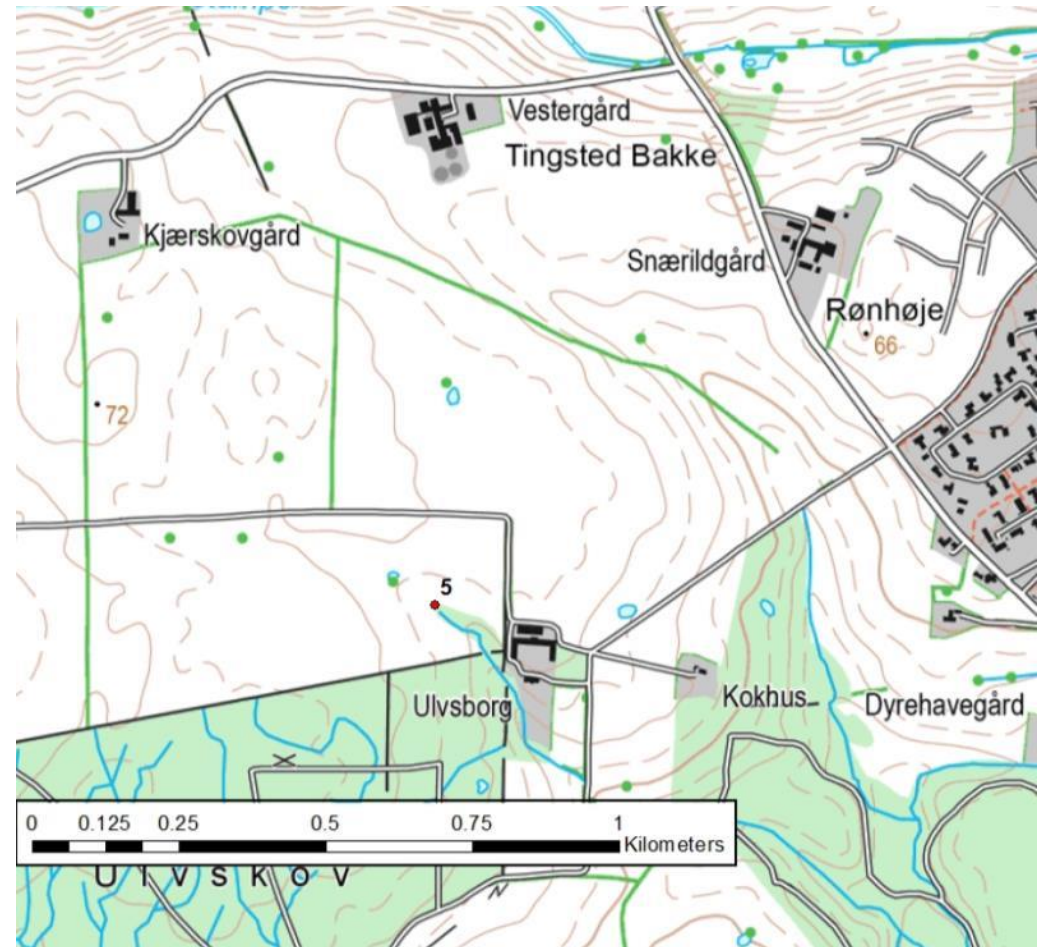 Vestergård
Tingsted Bakke
Kjærskovgård
Snærildgård
Rønhøje
66
72
5
Ulvsborg
Kokhus
Dyrehavegård
0 0.125 0.25 0.5 0.75 1
Kilometers
Ulvskov